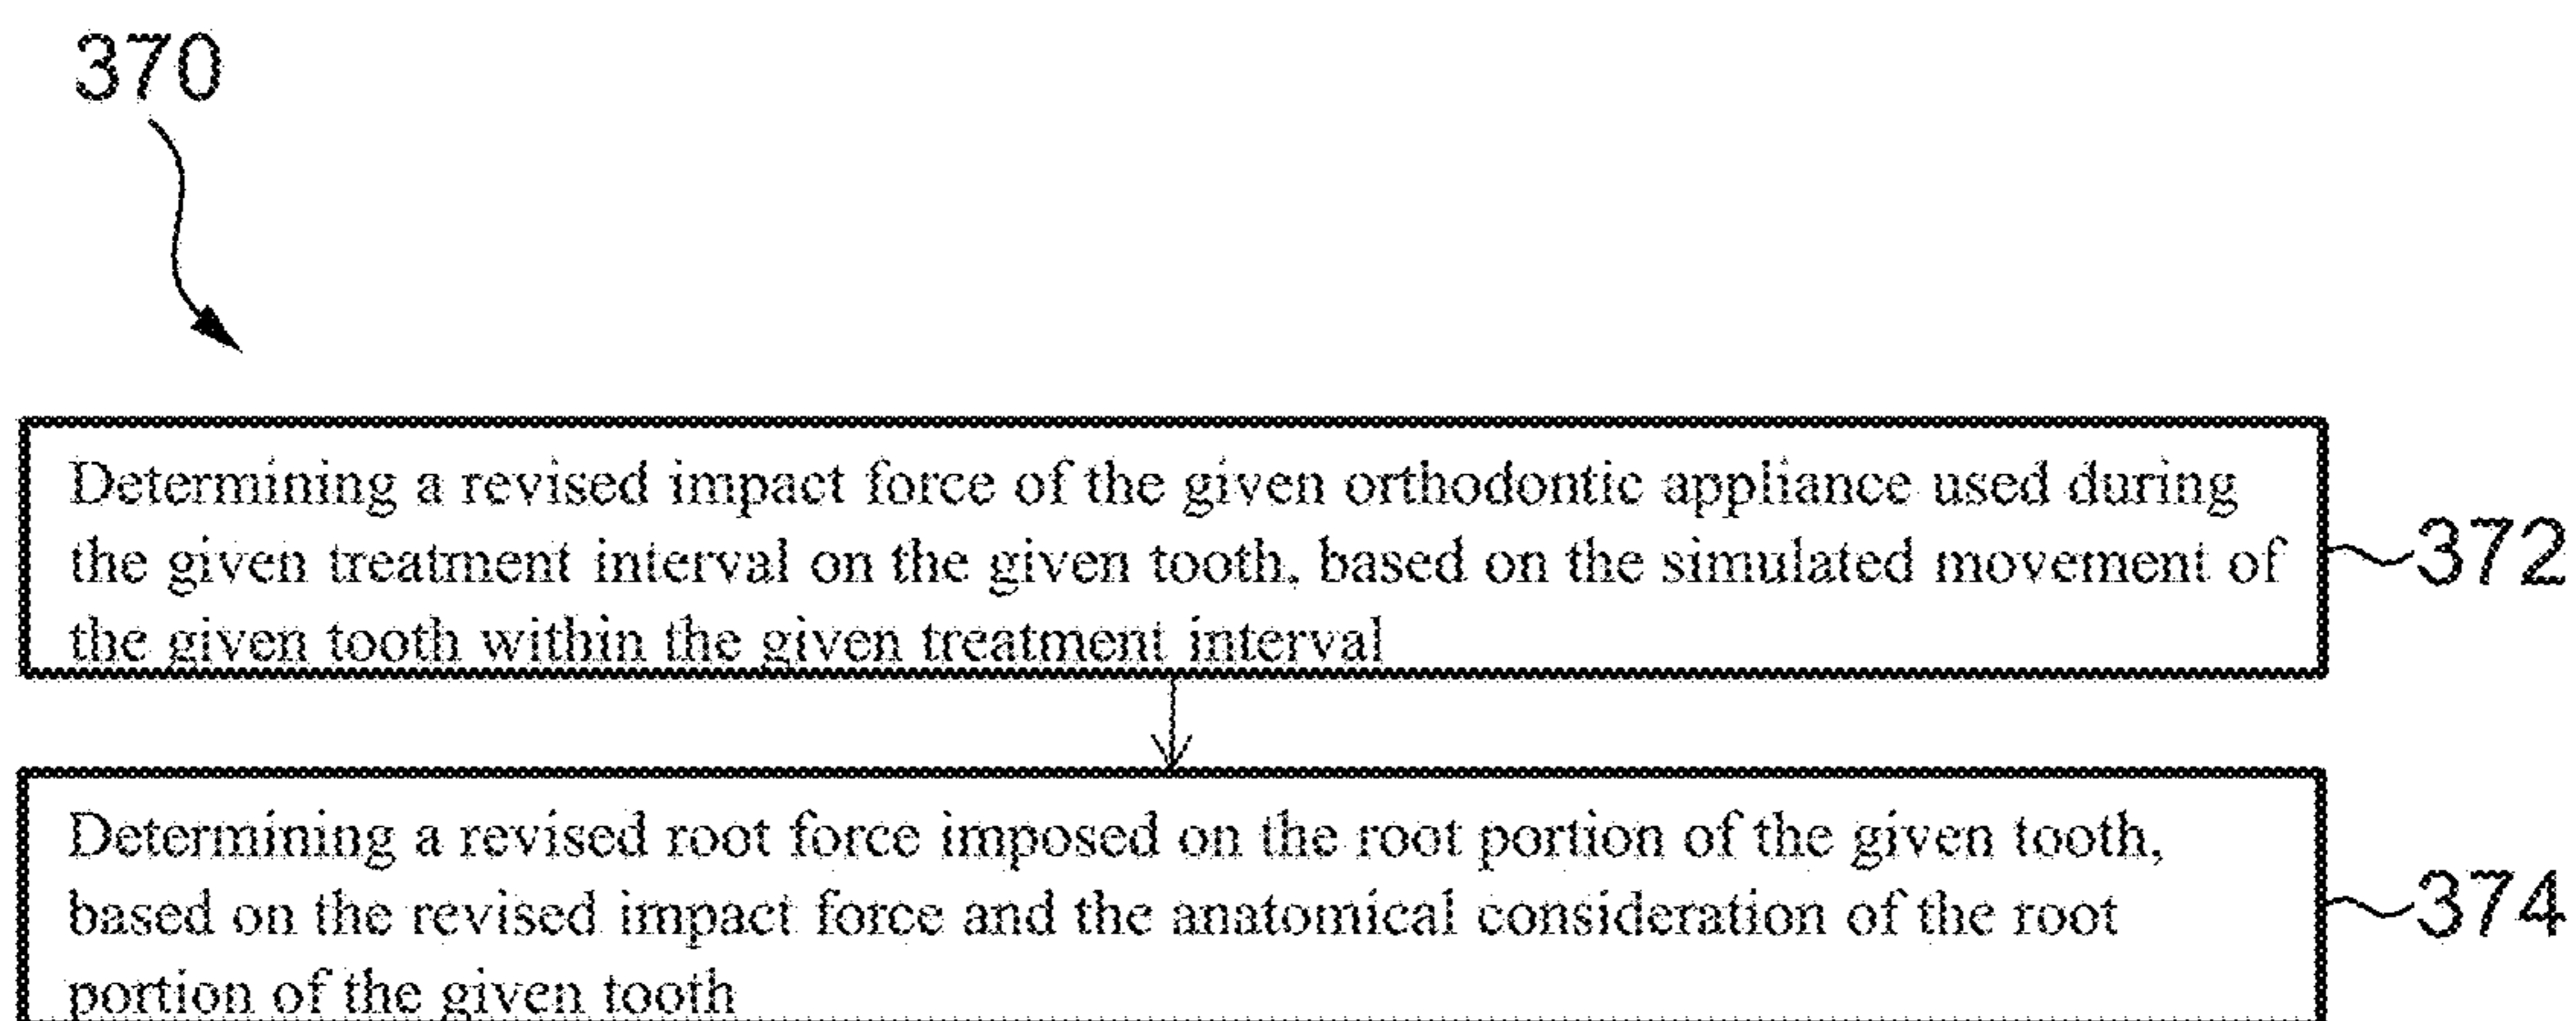 370
Determining a revised impact force of the given orthodontic appliance used during
the given treatment interval on the given tooth, based on the simulated movement of
the given tooth within the given treatment interval
372
Determining a revised root force imposed on the root portion of the given tooth,
based on the revised impact force and the anatomical consideration of the root
portion of the given tooth
374